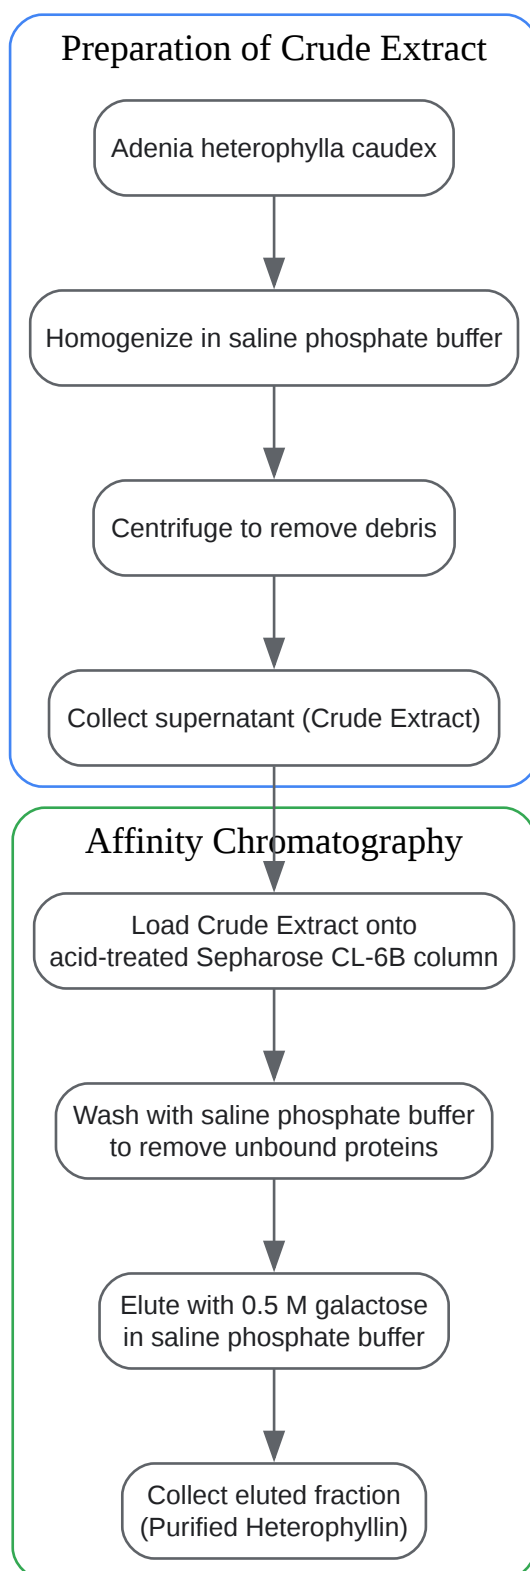 Preparation of Crude Extract
Adenia heterophylla caudex
Homogenize in saline phosphate buffer
Centrifuge to remove debris
Collect supernatant (Crude Extract)
Affinity Chromatography
Load Crude Extract onto
acid-treated Sepharose CL-6B column
Wash with saline phosphate buffer
to remove unbound proteins
Elute with 0.5 M galactose
in saline phosphate buffer
Collect eluted fraction
(Purified Heterophyllin)